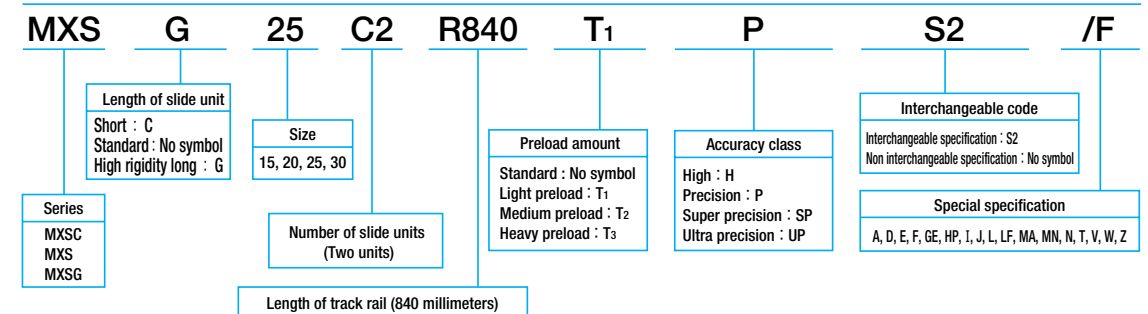 MXS G 25 C2 R840 T1 P S2 /F
Length of slide unit
Short : C
Standard : No symbol
High rigidity long : G
Size
15, 20, 25, 30
Preload amount
Standard : No symbol
Light preload : T1
Medium preload : T2
Heavy preload : T3
Accuracy class
High : H
Precision : P
Super precision : SP
Ultra precision : UP
Interchangeable code
Interchangeable specification : S2
Non interchangeable specification : No symbol
Series
MXSC
MXS
MXSG
Number of slide units
(Two units)
Special specification
A, D, E, F, GE, HP, I, J, L, LF, MA, MN, N, T, V, W, Z
Length of track rail (840 millimeters)